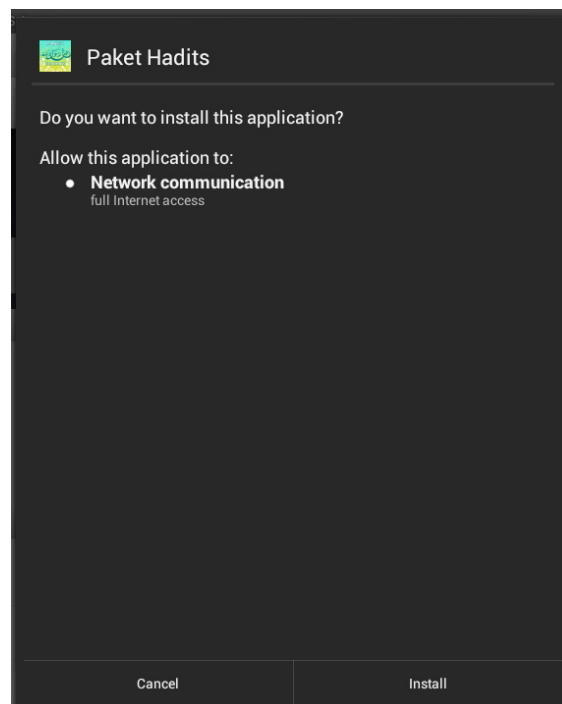 Paket Hadits
Do you want to install this application?
Allow this application to:
● Network communication
full Internet access
Cancel
Install